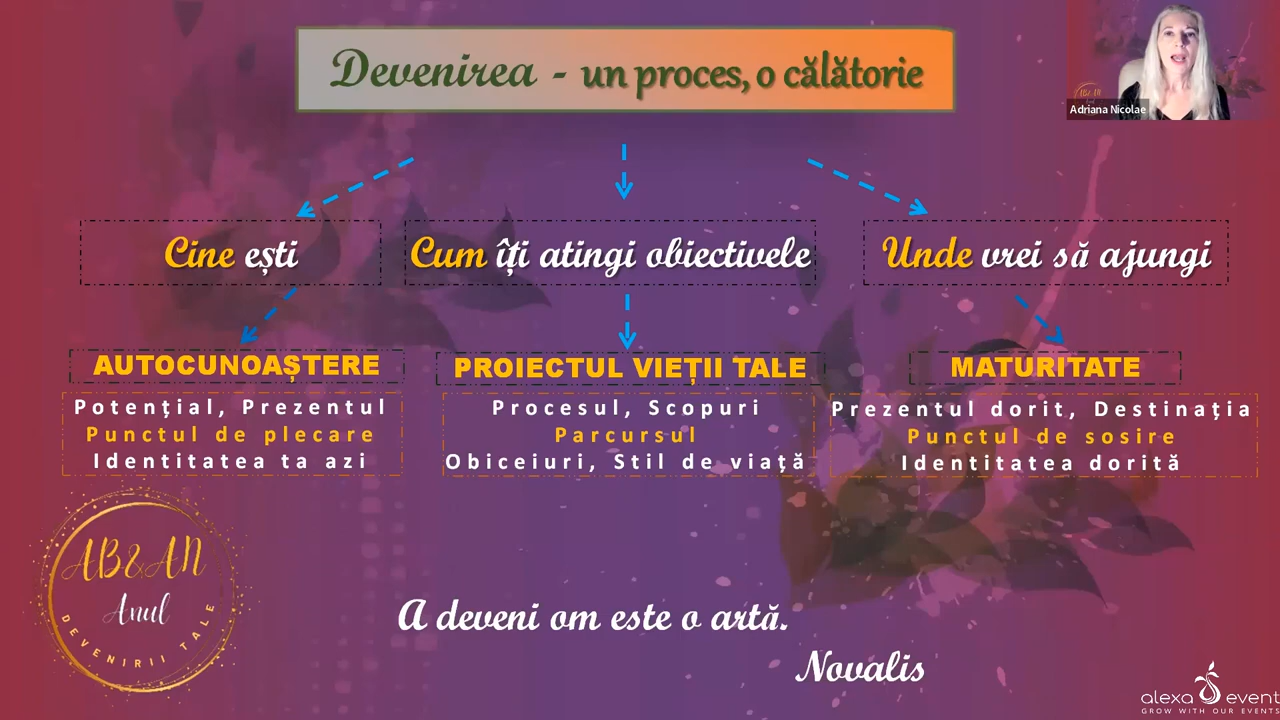 Devenirea - un proces, o călătorie
Adriana Nicolae
Cine ești
Cum îți atingi obiectivele
Unde vrei să ajungi
AUTOCUNOAȘTERE
Potențial, Prezentul
Punctul de plecare
Identitatea ta azi
PROIECTUL VIEȚII TALE
Procesul, Scopuri
Parcursul
Obiceiuri, Stil de viață
MATURITATE
Prezentul dorit, Destinația
Punctul de sosire
Identitatea dorită
AB&AN
Anul
DEVENIRII TALE
A deveni om este o artă.
Novalis
alexa event
GROW WITH OUR EVENTS